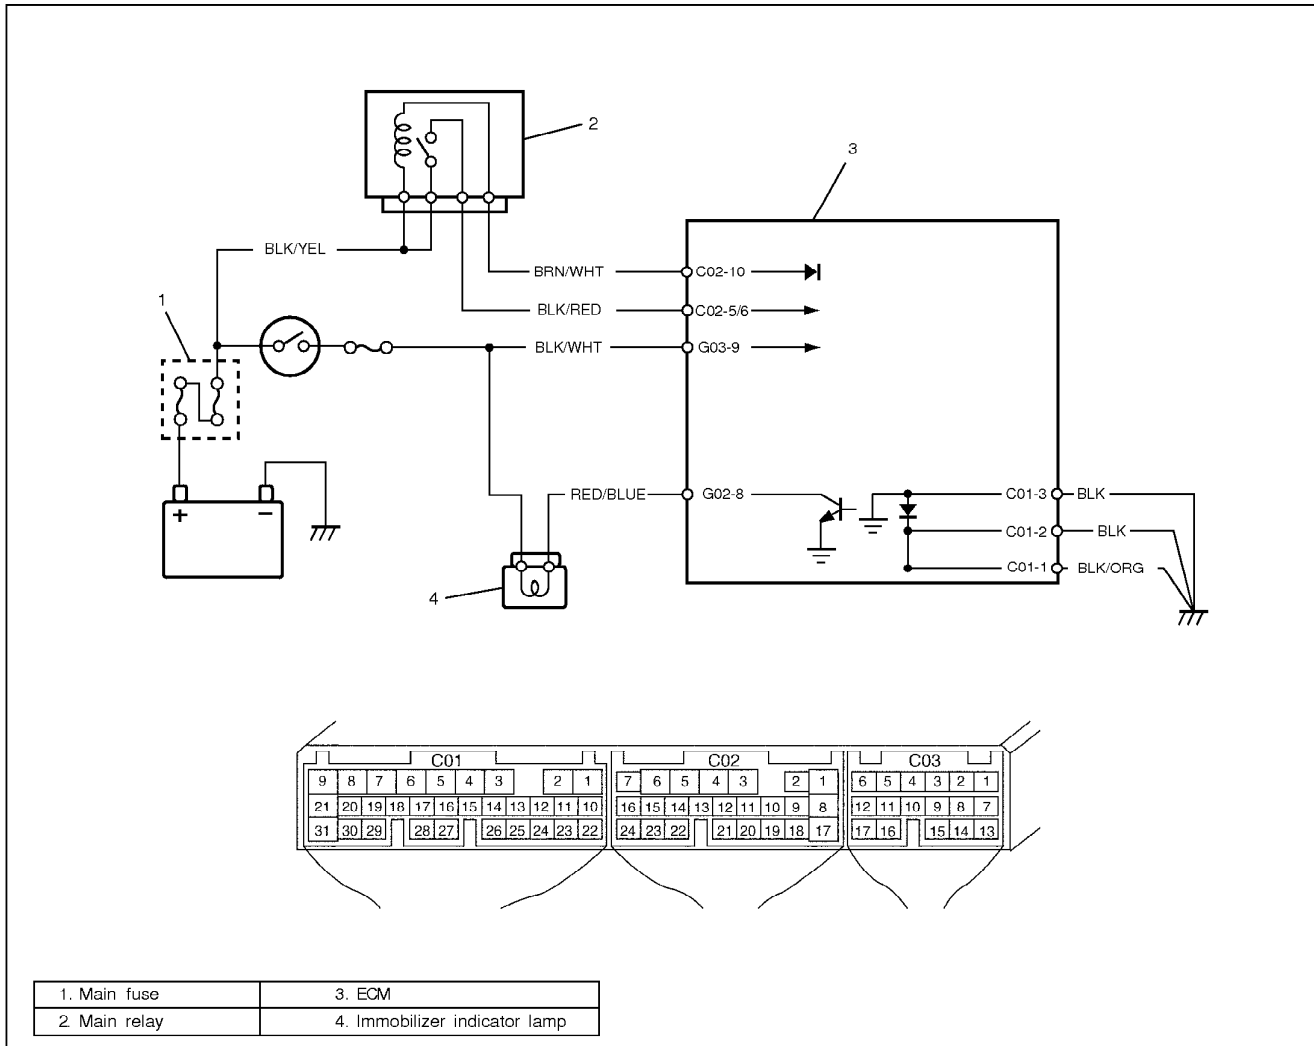 2
3
BLK/YEL
BRN/WHT
C02-10
1
BLK/RED
C02-5/6
BLK/WHT
G03-9
RED/BLUE
G02-8
C01-3
BLK
+
−
C01-2
BLK
C01-1
BLK/ORG
4
C01
C02
C03
9 8 7 6 5 4 3 2 1
7 6 5 4 3 2 1
6 5 4 3 2 1
21 20 19 18 17 16 15 14 13 12 11 10
16 15 14 13 12 11 10 9 8
12 11 10 9 8 7
31 30 29 28 27 26 25 24 23 22
24 23 22 21 20 19 18 17
17 16 15 14 13
1. Main fuse
3. ECM
2. Main relay
4. Immobilizer indicator lamp